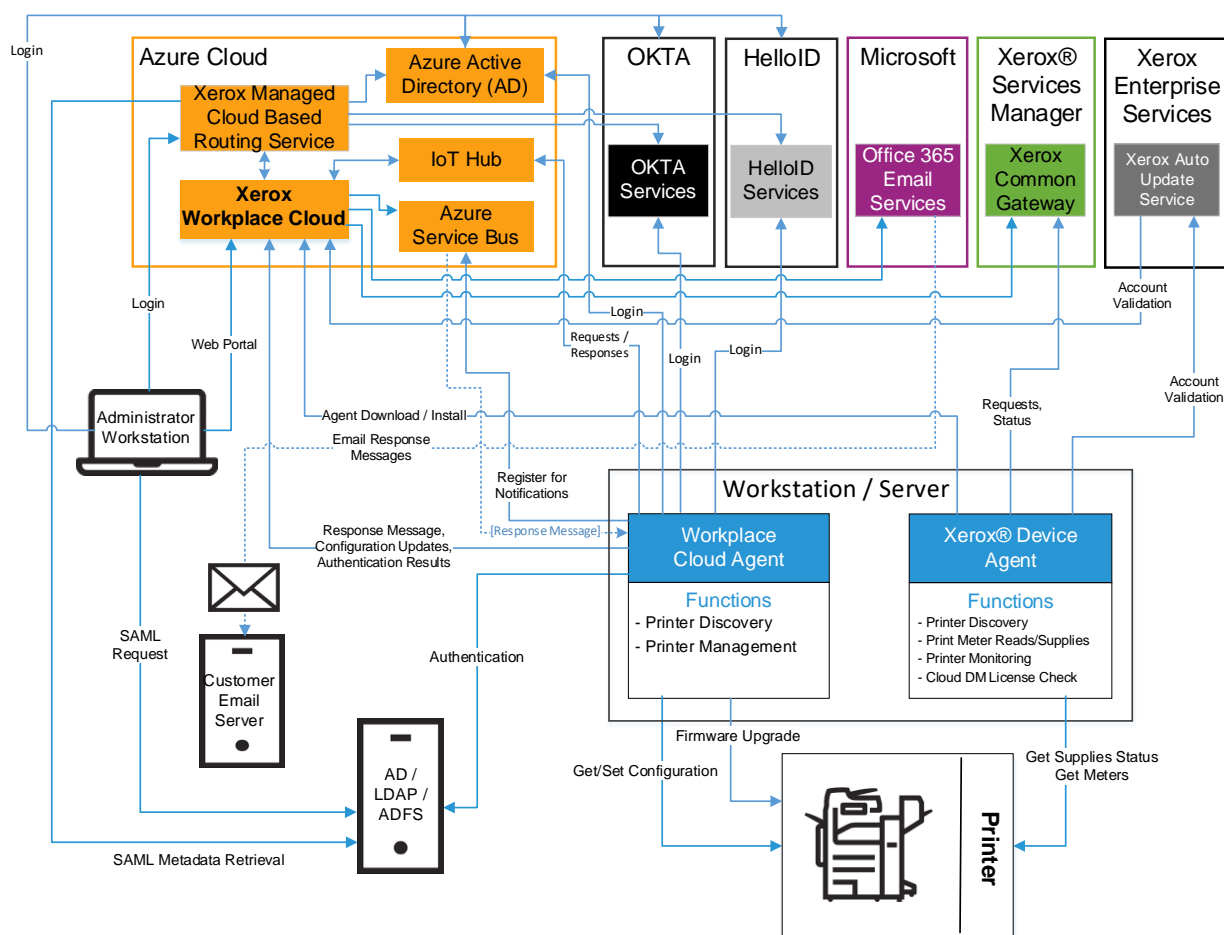 Login
Azure Cloud
Azure Active
Directory (AD)
Xerox Managed
Cloud Based
Routing Service
IoT Hub
Xerox
Workplace Cloud
Azure
Service Bus
OKTA
OKTA
Services
HelloID
HelloID
Services
Microsoft
Office 365
Email
Services
Xerox®
Services
Manager
Xerox
Common
Gateway
Xerox
Enterprise
Services
Xerox Auto
Update
Service
Login
Web Portal
Login
Requests /
Responses
Login
Login
Account
Validation
Account
Validation
Administrator
Workstation
Agent Download / Install
Email Response
Messages
Requests,
Status
Register for
Notifications
[Response Message]
Response Message,
Configuration Updates,
Authentication Results
Workstation / Server
Workplace
Cloud Agent
Functions
- Printer Discovery
- Printer Management
Xerox® Device
Agent
Functions
- Printer Discovery
- Print Meter Reads/Supplies
- Printer Monitoring
- Cloud DM License Check
SAML
Request
Authentication
Customer
Email
Server
AD /
LDAP /
ADFS
SAML Metadata Retrieval
Firmware Upgrade
Get/Set Configuration
Get Supplies Status
Get Meters
Printer